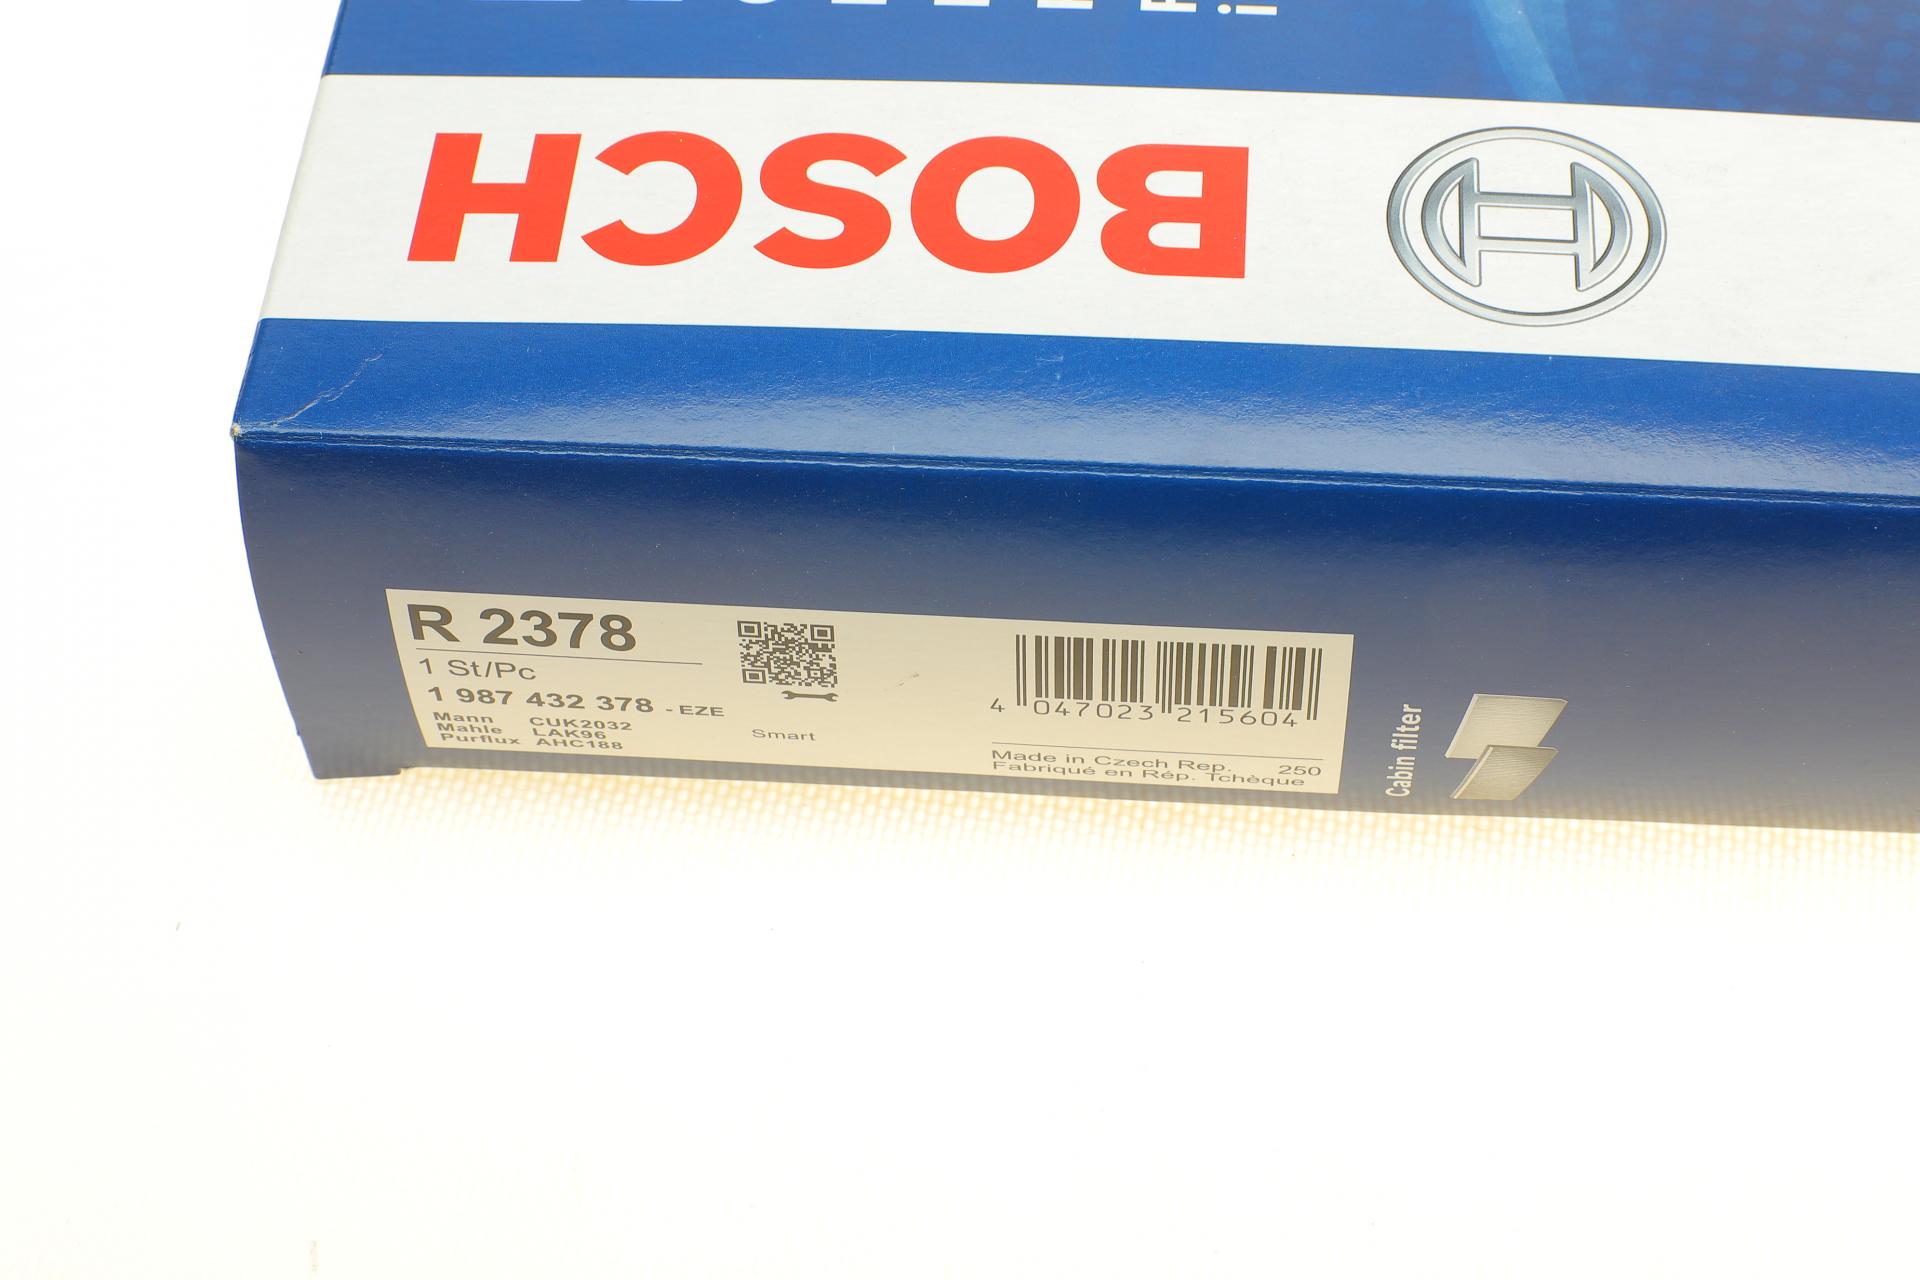 BOSCH
R 2378
1 St/Pc
1 987 432 378 - EZE
Mann CUK2032
Mahle LAK96
Purflux AHC188
Smart
4 047023 215604
Made in Czech Rep. 250
Fabriqué en Rép. Tchèque
Cabin filter